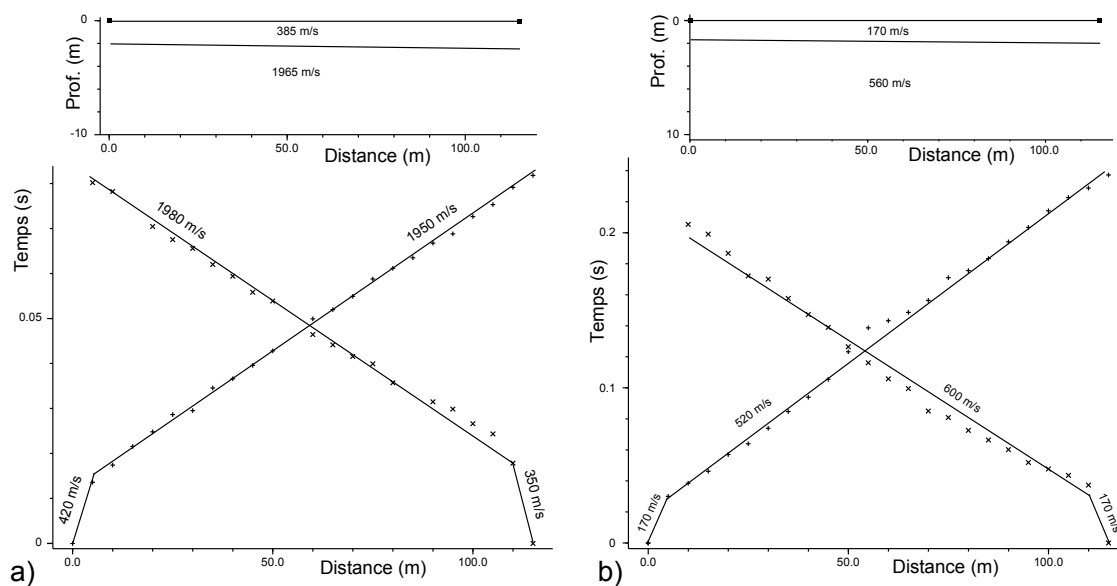 0
385 m/s
1965 m/s
-10
Prof. (m)
0.0
50.0
100.0
Distance (m)
Temps (s)
0.05
0
1980 m/s
1950 m/s
420 m/s
350 m/s
0.0
50.0
100.0
Distance (m)
a)
0
170 m/s
560 m/s
10
Prof. (m)
0.0
50.0
100.0
Distance (m)
Temps (s)
0.2
0.1
0
520 m/s
600 m/s
170 m/s
170 m/s
0.0
50.0
100.0
Distance (m)
b)